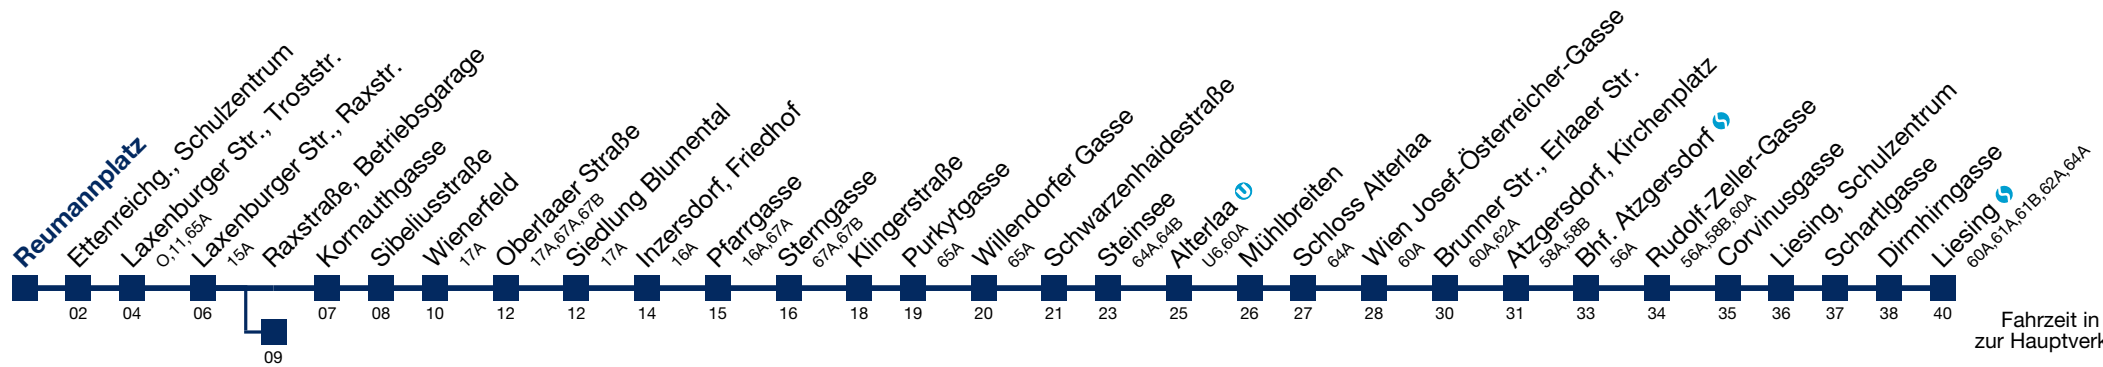 Reumannplatz
Ettenreichg., Schulzentrum
Laxenburger Str., Troststr.
O,11,65A
Laxenburger Str., Raxstr.
15A
Raxstraße, Betriebsgarage
Kornauthgasse
Sibeliusstraße
Wienerfeld
17A
Oberlaaer Straße
17A,67A,67B
Siedlung Blumental
17A
Inzersdorf, Friedhof
16A
Pfarrgasse
16A,67A
Sterngasse
67A,67B
Klingerstraße
Purkytgasse
65A
Willendorfer Gasse
65A
Schwarzenhaidestraße
Steinsee
64A,64B
Alterlaa U
U6,60A
Mühlbreiten
Schloss Alterlaa
64A
Wien Josef-Österreicher-Gasse
60A
Brunner Str., Erlaaer Str.
60A,62A
Atzgersdorf, Kirchenplatz
58A,58B
Bhf. Atzgersdorf
56A
Rudolf-Zeller-Gasse
56A,58B,60A
Corvinusgasse
Liesing, Schulzentrum
Schartlgasse
Dirmhirngasse
Liesing
60A,61A,61B,62A,64A
02 04 06 07 08 10 12 12 14 15 16 18 19 20 21 23 25 26 27 28 30 31 33 34 35 36 37 38 40
09
Fahrzeit in
zur Hauptverk